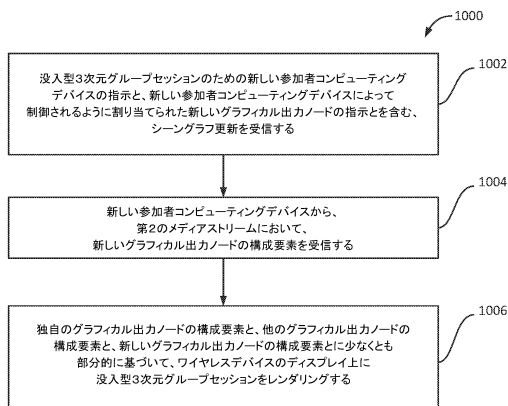 1000
1002
没入型3次元グループセッションのための新しい参加者コンピューティング
デバイスの指示と、新しい参加者コンピューティングデバイスによって
制御されるように割り当てられた新しいグラフィカル出力ノードの指示とを含む、
シーングラフ更新を受信する
1004
新しい参加者コンピューティングデバイスから、
第2のメディアストリームにおいて、
新しいグラフィカル出力ノードの構成要素を受信する
1006
独自のグラフィカル出力ノードの構成要素と、他のグラフィカル出力ノードの
構成要素と、新しいグラフィカル出力ノードの構成要素とに少なくとも
部分的に基づいて、ワイヤレスデバイスのディスプレイ上に
没入型3次元グループセッションをレンダリングする